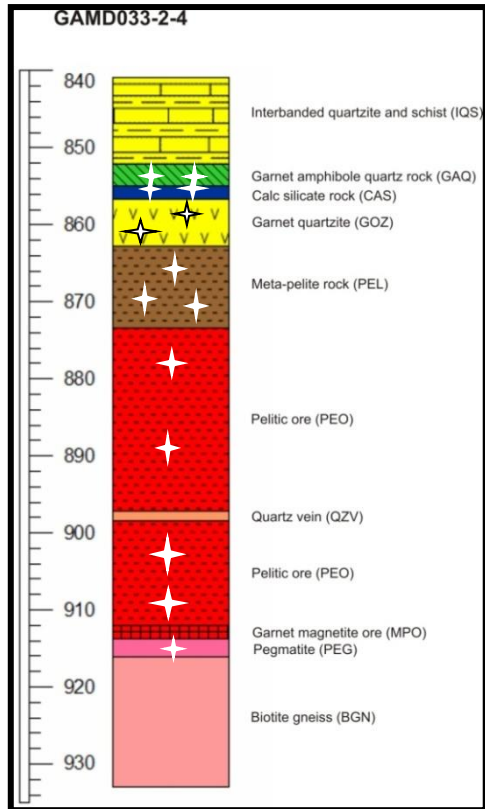 GAMD033-2-4
840
Interbanded quartzite and schist (IQS)
850
Garnet amphibole quartz rock (GAQ)
Calc silicate rock (CAS)
860
Garnet quartzite (GOZ)
870
Meta-pelite rock (PEL)
880
Pelitic ore (PEO)
890
Quartz vein (QZV)
900
Pelitic ore (PEO)
910
Garnet magnetite ore (MPO)
Pegmatite (PEG)
920
Biotite gneiss (BGN)
930